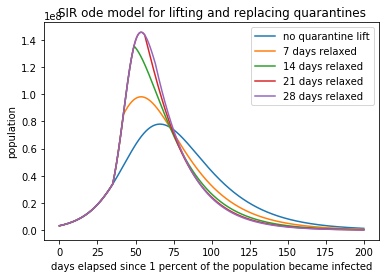 SIR ode model for lifting and replacing quarantines
1e8
no quarantine lift
7 days relaxed
14 days relaxed
21 days relaxed
28 days relaxed
1.4
1.2
1.0
0.8
0.6
0.4
0.2
0.0
population
0 25 50 75 100 125 150 175 200
days elapsed since 1 percent of the population became infected